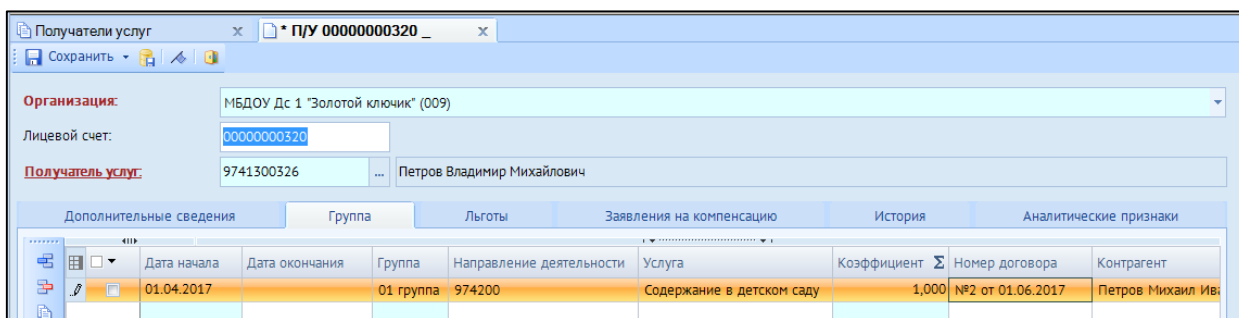 Получатели услуг x * П/У 00000000320 _ x
Сохранить
Организация: МБДОУ Дс 1 "Золотой ключик" (009)
Лицевой счет: 00000000320
Получатель услуг: 9741300326 ... Петров Владимир Михайлович
Дополнительные сведения Группа Льготы Заявления на компенсацию История Аналитические признаки
Дата начала Дата окончания Группа Направление деятельности Услуга Коэффициент Σ Номер договора Контрагент
01.04.2017 01 группа 974200 Содержание в детском саду 1,000 №2 от 01.06.2017 Петров Михаил Ива